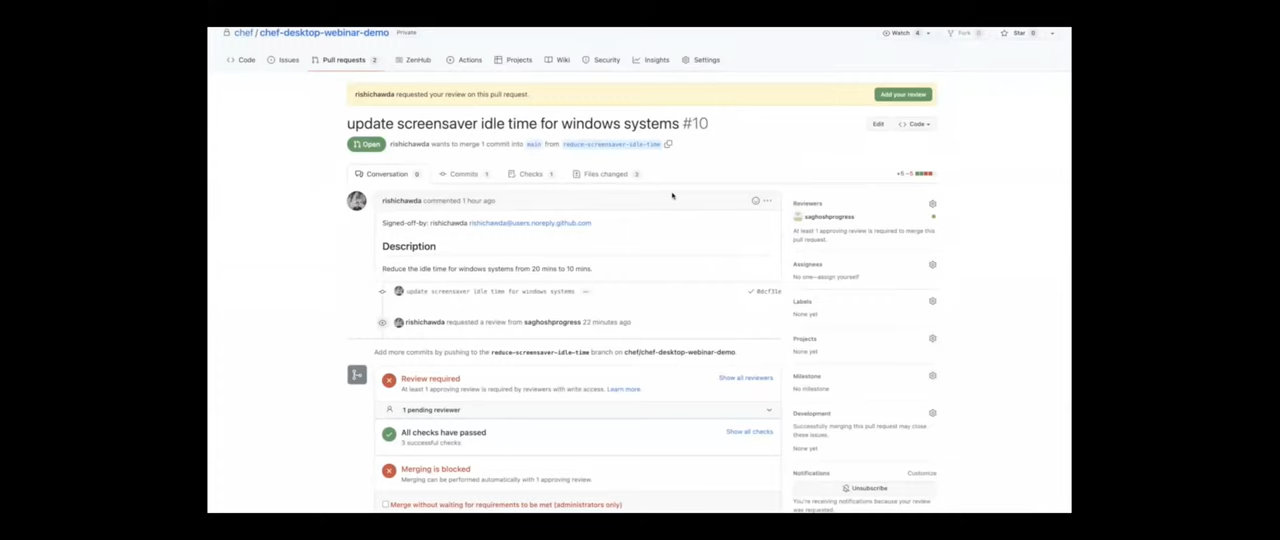 chef / chef-desktop-webinar-demo Private
Watch 4 Fork 0 Star 0
Code Issues Pull requests 2 ZenHub Actions Projects Wiki Security Insights Settings
rishichawda requested your review on this pull request. Add your review
update screensaver idle time for windows systems #10
Edit <> Code
Open rishichawda wants to merge 1 commit into main from reduce-screensaver-idle-time
Conversation 0 Commits 1 Checks 1 Files changed 3 +5 −5
rishichawda commented 1 hour ago
Signed-off-by: rishichawda rishichawda@users.noreply.github.com
Description
Reduce the idle time for windows systems from 20 mins to 10 mins.
update screensaver idle time for windows systems
rishichawda requested a review from saghoshprogress 22 minutes ago
Add more commits by pushing to the reduce-screensaver-idle-time branch on chef/chef-desktop-webinar-demo.
Review required Show all reviewers
At least 1 approving review is required by reviewers with write access. Learn more.
1 pending reviewer
All checks have passed Show all checks
3 successful checks
Merging is blocked
Merging can be performed automatically with 1 approving review.
Merge without waiting for requirements to be met (administrators only)
Reviewers
saghoshprogress
At least 1 approving review is required to merge this
pull request.
Assignees
No one—assign yourself
Labels
None yet
Projects
None yet
Milestone
No milestone
Development
Successfully merging this pull request may close
these issues.
None yet
Notifications Customize
Unsubscribe
You're receiving notifications because your review
was requested.